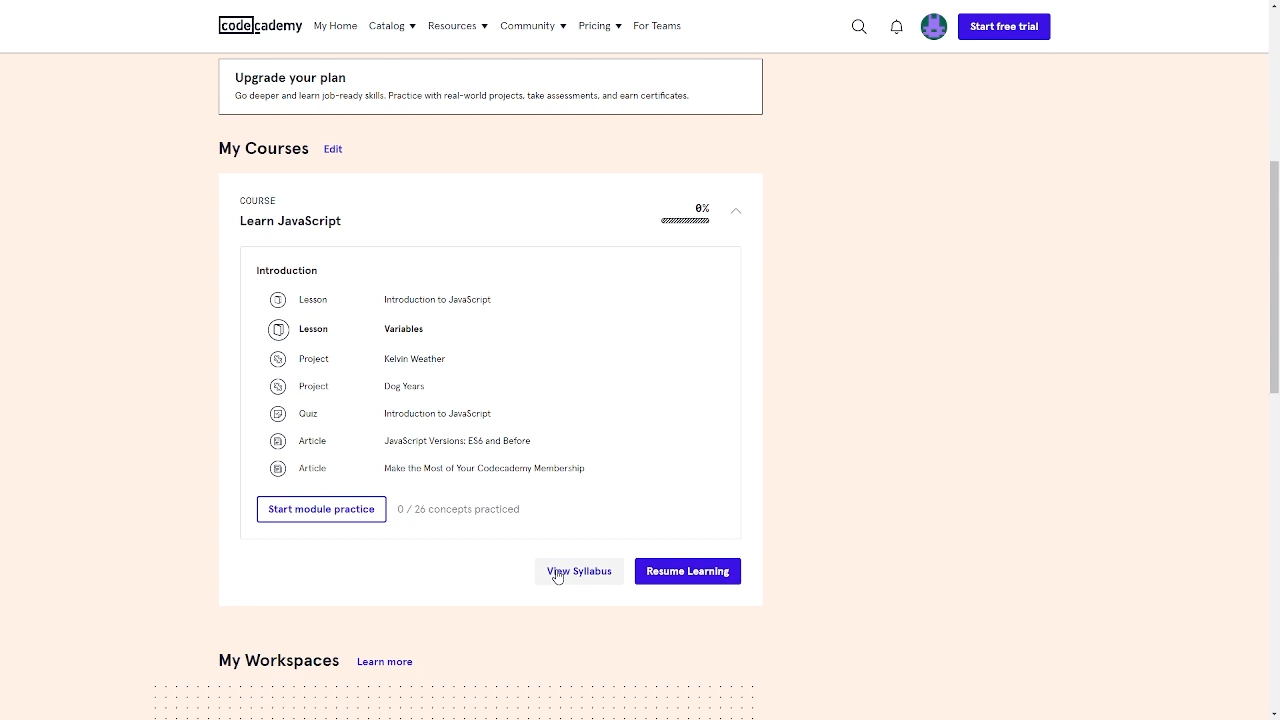 codecademy My Home Catalog Resources Community Pricing For Teams Start free trial
Upgrade your plan
Go deeper and learn job-ready skills. Practice with real-world projects, take assessments, and earn certificates.
My Courses Edit
COURSE
Learn JavaScript
0%
Introduction
Lesson Introduction to JavaScript
Lesson Variables
Project Kelvin Weather
Project Dog Years
Quiz Introduction to JavaScript
Article JavaScript Versions: ES6 and Before
Article Make the Most of Your Codecademy Membership
Start module practice 0 / 26 concepts practiced
View Syllabus Resume Learning
My Workspaces Learn more